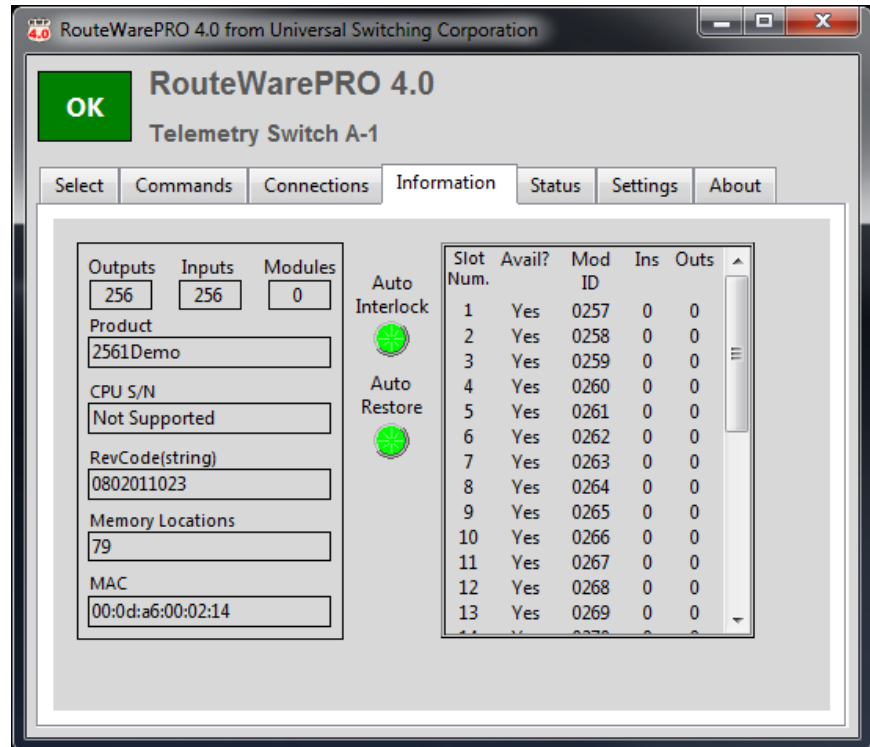 4.0 RouteWarePRO 4.0 from Universal Switching Corporation
OK
RouteWarePRO 4.0
Telemetry Switch A-1
Select Commands Connections Information Status Settings About
Outputs Inputs Modules
256 256 0
Product
2561Demo
CPU S/N
Not Supported
RevCode(string)
0802011023
Memory Locations
79
MAC
00:0d:a6:00:02:14
Auto
Interlock
Auto
Restore
Slot Avail? Mod Ins Outs
Num. ID
1 Yes 0257 0 0
2 Yes 0258 0 0
3 Yes 0259 0 0
4 Yes 0260 0 0
5 Yes 0261 0 0
6 Yes 0262 0 0
7 Yes 0263 0 0
8 Yes 0264 0 0
9 Yes 0265 0 0
10 Yes 0266 0 0
11 Yes 0267 0 0
12 Yes 0268 0 0
13 Yes 0269 0 0